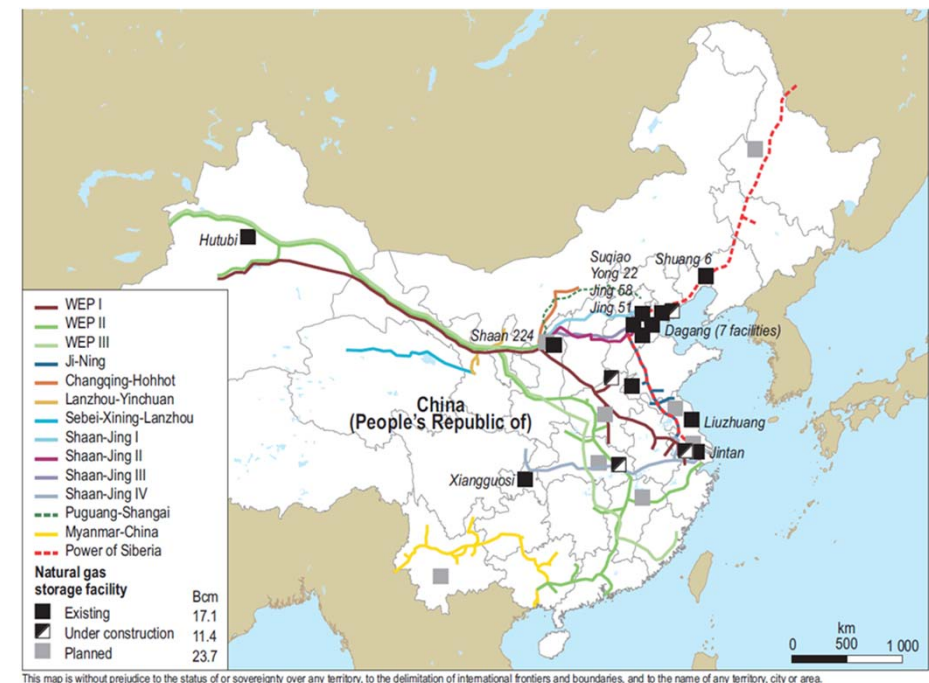 Hutubi
Suqiao
Yong 22
Jing 58
Jing 51
Shuang 6
Shaan 224
Dagang (7 facilities)
China
(People's Republic of)
Liuzhuang
Jintan
Xiangguosi
WEP I
WEP II
WEP III
Ji-Ning
Changqing-Hohhot
Lanzhou-Yinchuan
Sebei-Xining-Lanzhou
Shaan-Jing I
Shaan-Jing II
Shaan-Jing III
Shaan-Jing IV
Puguang-Shangai
Myanmar-China
Power of Siberia
Natural gas
storage facility
Bcm
Existing 17.1
Under construction 11.4
Planned 23.7
km
0 500 1 000
This map is without prejudice to the status of or sovereignty over any territory, to the delimitation of international frontiers and boundaries, and to the name of any territory, city or area.